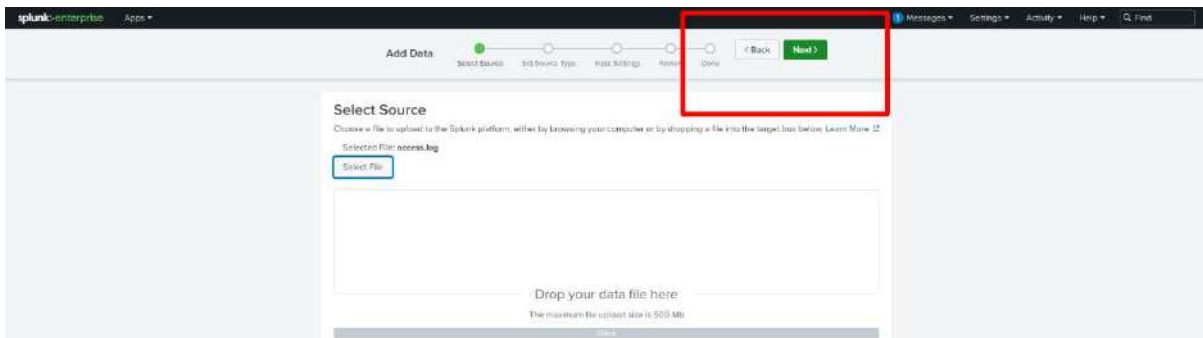 splunk>enterprise Apps
1 Messages Settings Activity Help Find
Add Data
Select Source Set Source Type Input Settings Review Done
< Back Next >
Select Source
Choose a file to upload to the Splunk platform, either by browsing your computer or by dropping a file into the target box below. Learn More
Selected File: access.log
Select File
Drop your data file here
The maximum file upload size is 500 Mb